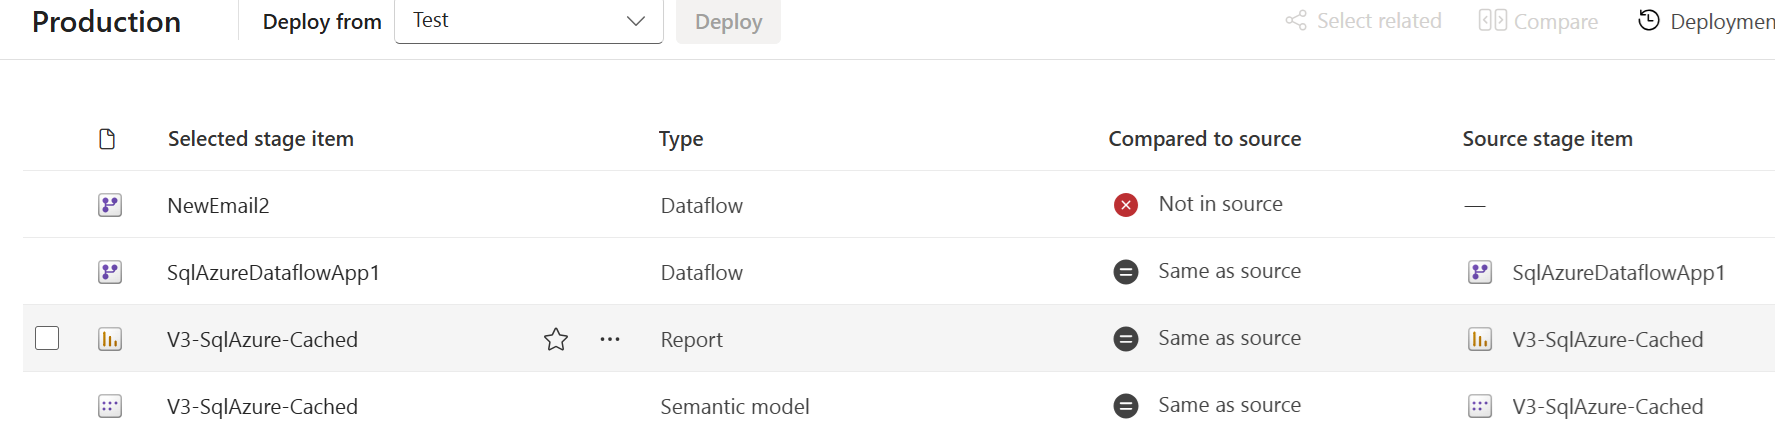 Production Deploy from Test Deploy Select related Compare Deploymen
Selected stage item Type Compared to source Source stage item
NewEmail2 Dataflow Not in source —
SqlAzureDataflowApp1 Dataflow Same as source SqlAzureDataflowApp1
V3-SqlAzure-Cached Report Same as source V3-SqlAzure-Cached
V3-SqlAzure-Cached Semantic model Same as source V3-SqlAzure-Cached